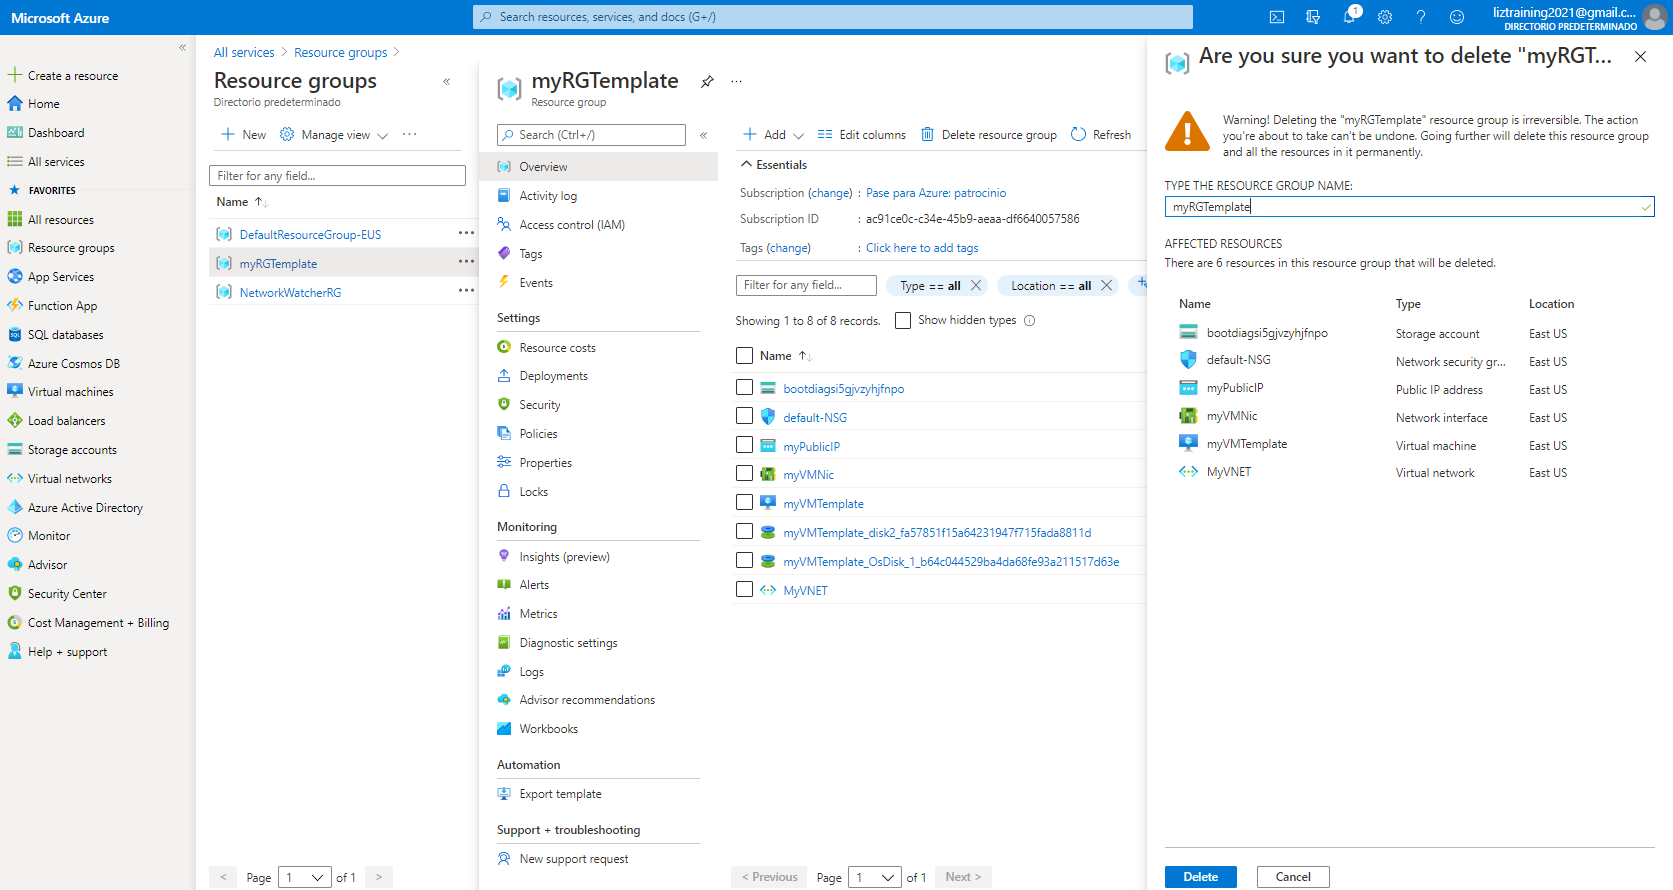 Microsoft Azure
Search resources, services, and docs (G+/)
1
liztraining2021@gmail.c...
DIRECTORIO PREDETERMINADO
«
Create a resource
Home
Dashboard
All services
FAVORITES
All resources
Resource groups
App Services
Function App
SQL databases
Azure Cosmos DB
Virtual machines
Load balancers
Storage accounts
Virtual networks
Azure Active Directory
Monitor
Advisor
Security Center
Cost Management + Billing
Help + support
All services > Resource groups >
Resource groups «
Directorio predeterminado
New Manage view ...
Filter for any field...
Name ↑↓
DefaultResourceGroup-EUS ...
myRGTemplate ...
NetworkWatcherRG ...
< Page 1 of 1 >
myRGTemplate ...
Resource group
Search (Ctrl+/) «
Overview
Activity log
Access control (IAM)
Tags
Events
Settings
Resource costs
Deployments
Security
Policies
Properties
Locks
Monitoring
Insights (preview)
Alerts
Metrics
Diagnostic settings
Logs
Advisor recommendations
Workbooks
Automation
Export template
Support + troubleshooting
New support request
Add Edit columns Delete resource group Refresh
Essentials
Subscription (change) : Pase para Azure: patrocinio
Subscription ID : ac91ce0c-c34e-45b9-aeaa-df6640057586
Tags (change) : Click here to add tags
Filter for any field... Type == all Location == all
Showing 1 to 8 of 8 records. Show hidden types
Name ↑↓
bootdiagsi5gjvzyhjfnpo
default-NSG
myPublicIP
myVMNic
myVMTemplate
myVMTemplate_disk2_fa57851f15a64231947f715fada8811d
myVMTemplate_OsDisk_1_b64c044529ba4da68fe93a211517d63e
MyVNET
< Previous Page 1 of 1 Next >
Are you sure you want to delete "myRGT...
Warning! Deleting the "myRGTemplate" resource group is irreversible. The action
you're about to take can't be undone. Going further will delete this resource group
and all the resources in it permanently.
TYPE THE RESOURCE GROUP NAME:
myRGTemplate
AFFECTED RESOURCES
There are 6 resources in this resource group that will be deleted.
Name Type Location
bootdiagsi5gjvzyhjfnpo Storage account East US
default-NSG Network security gr... East US
myPublicIP Public IP address East US
myVMNic Network interface East US
myVMTemplate Virtual machine East US
MyVNET Virtual network East US
Delete Cancel